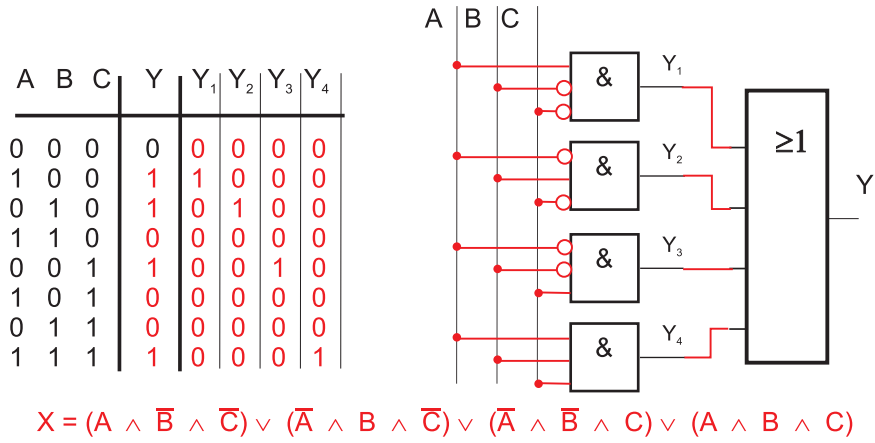 A B C
A B C Y Y₁ Y₂ Y₃ Y₄
0 0 0 0 0 0 0 0
1 0 0 1 1 0 0 0
0 1 0 1 0 1 0 0
1 1 0 0 0 0 0 0
0 0 1 1 0 0 1 0
1 0 1 0 0 0 0 0
0 1 1 0 0 0 0 0
1 1 1 1 0 0 0 1
& Y₁
& Y₂
& Y₃
& Y₄
≥1
Y
X = (A ∧ B̅ ∧ C̅) ∨ (A̅ ∧ B ∧ C̅) ∨ (A̅ ∧ B̅ ∧ C) ∨ (A ∧ B ∧ C)